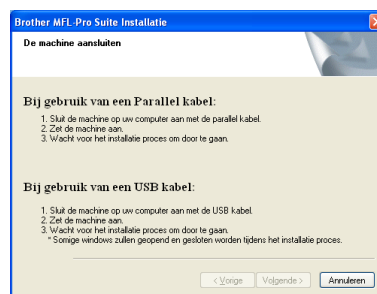 Brother MFL-Pro Suite Installatie
De machine aansluiten
Bij gebruik van een Parallel kabel:
1. Sluit de machine op uw computer aan met de parallel kabel.
2. Zet de machine aan.
3. Wacht voor het installatie proces om door te gaan.
Bij gebruik van een USB kabel:
1. Sluit de machine op uw computer aan met de USB kabel.
2. Zet de machine aan.
3. Wacht voor het installatie proces om door te gaan.
* Somige windows zullen geopend en gesloten worden tijdens het installatie proces.
< Vorige Volgende > Annuleren